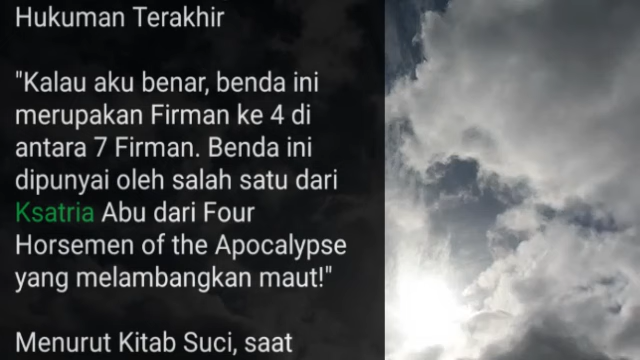 Hukuman Terakhir
"Kalau aku benar, benda ini
merupakan Firman ke 4 di
antara 7 Firman. Benda ini
dipunyai oleh salah satu dari
Ksatria Abu dari Four
Horsemen of the Apocalypse
yang melambangkan maut!"
Menurut Kitab Suci, saat